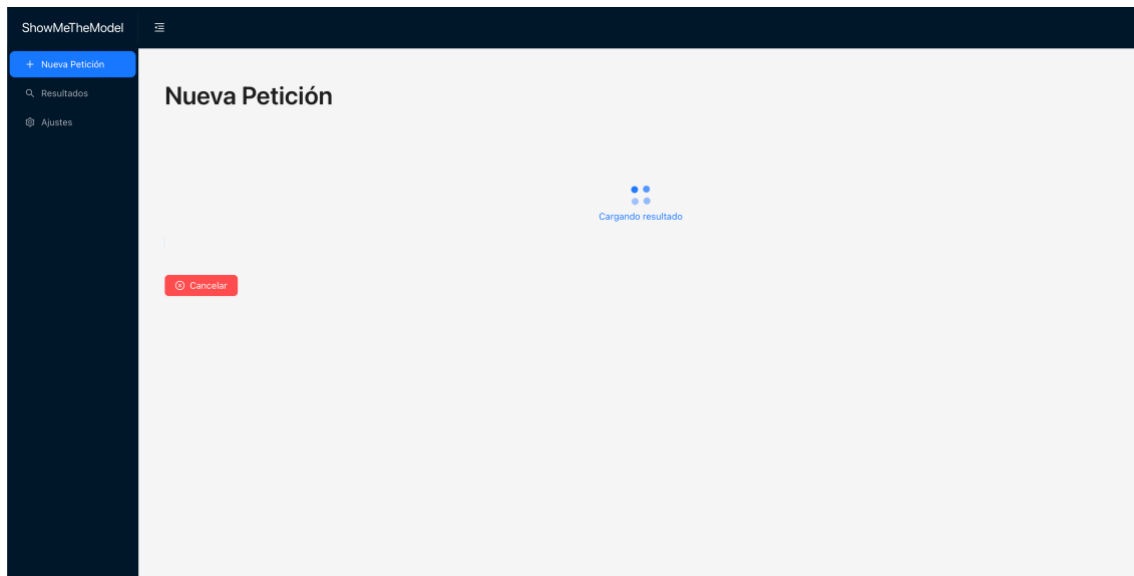 ShowMeTheModel
Nueva Petición
Resultados
Ajustes
Nueva Petición
Cargando resultado
Cancelar